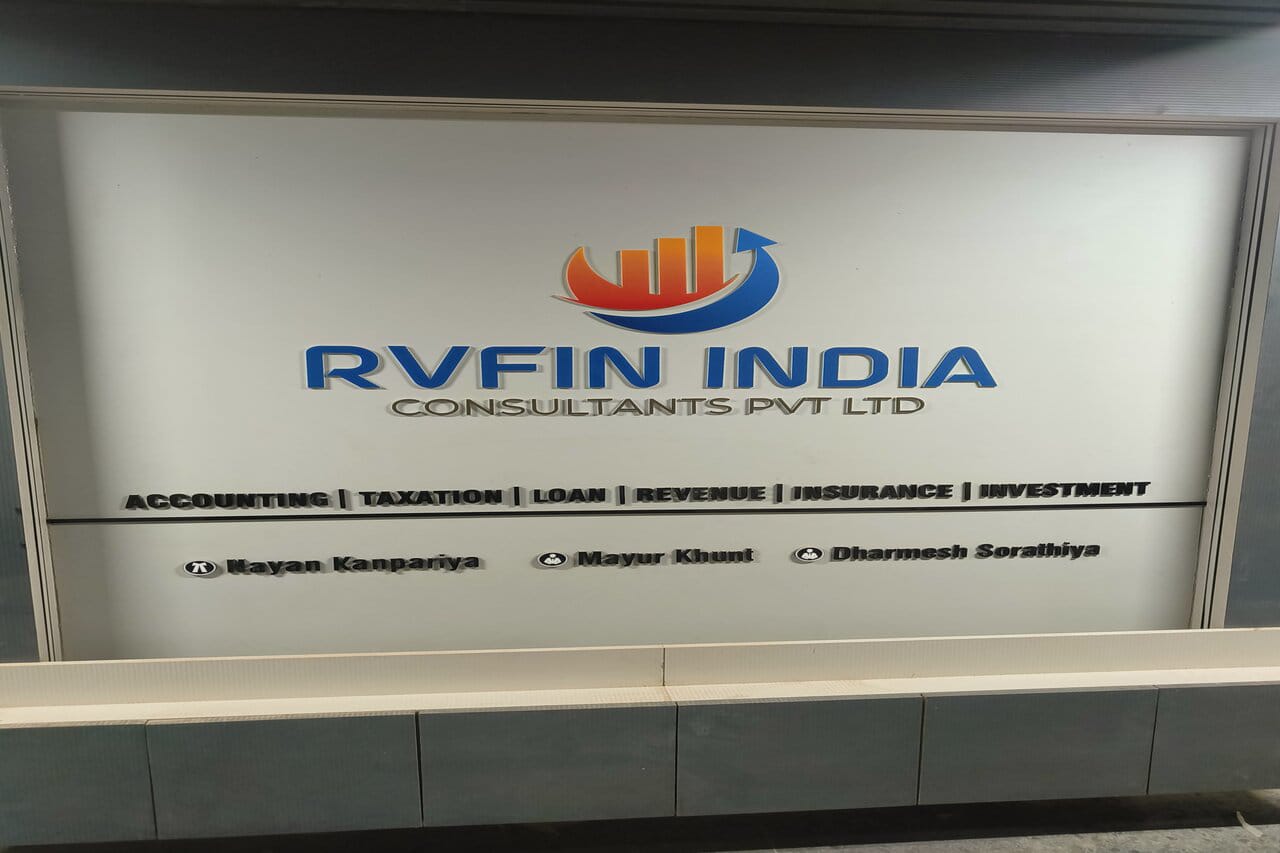 RVFIN INDIA
CONSULTANTS PVT LTD
ACCOUNTING | TAXATION | LOAN | REVENUE | INSURANCE | INVESTMENT
Nayan Kanpariya Mayur Khunt Dharmesh Sorathiya